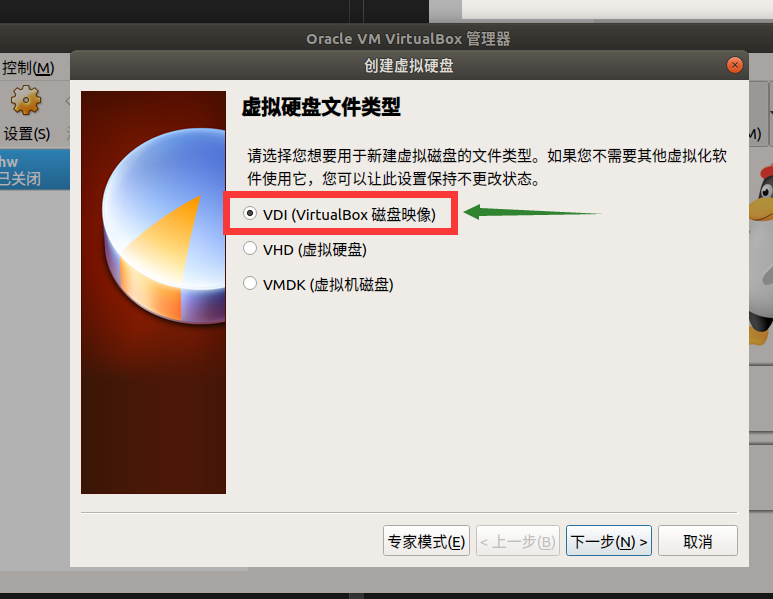 Oracle VM VirtualBox 管理器
控制(M)
创建虚拟硬盘
设置(S)
hw
已关闭
M)
虚拟硬盘文件类型
请选择您想要用于新建虚拟磁盘的文件类型。如果您不需要其他虚拟化软
件使用它，您可以让此设置保持不更改状态。
VDI (VirtualBox 磁盘映像)
VHD (虚拟硬盘)
VMDK (虚拟机磁盘)
专家模式(E)
< 上一步(B)
下一步(N) >
取消